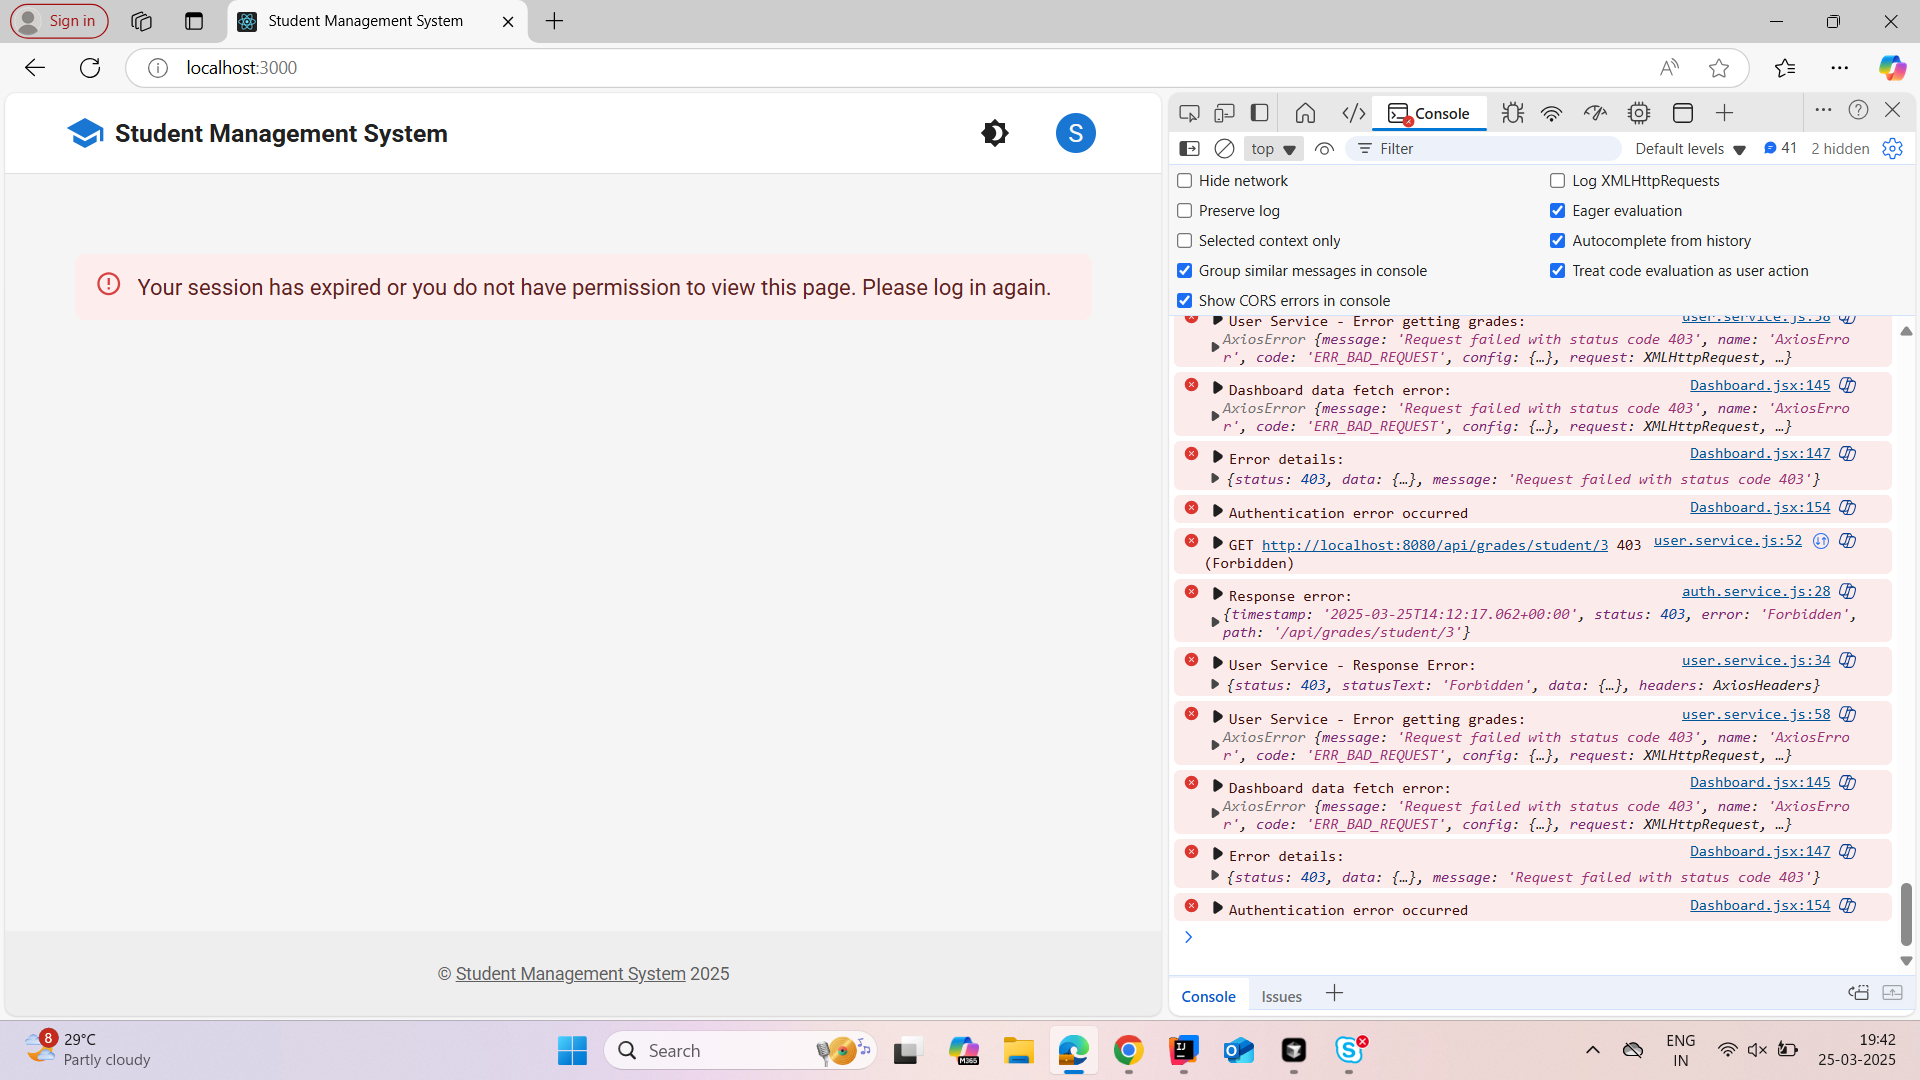 Sign in
Student Management System
localhost:3000
Student Management System
S
Your session has expired or you do not have permission to view this page. Please log in again.
© Student Management System 2025
Console
top
Filter
Default levels
41
2 hidden
Hide network
Log XMLHttpRequests
Preserve log
Eager evaluation
Selected context only
Autocomplete from history
Group similar messages in console
Treat code evaluation as user action
Show CORS errors in console
User Service - Error getting grades: user.service.js:58
AxiosError {message: 'Request failed with status code 403', name: 'AxiosErro
r', code: 'ERR_BAD_REQUEST', config: {…}, request: XMLHttpRequest, …}
Dashboard data fetch error: Dashboard.jsx:145
AxiosError {message: 'Request failed with status code 403', name: 'AxiosErro
r', code: 'ERR_BAD_REQUEST', config: {…}, request: XMLHttpRequest, …}
Error details: Dashboard.jsx:147
{status: 403, data: {…}, message: 'Request failed with status code 403'}
Authentication error occurred Dashboard.jsx:154
GET http://localhost:8080/api/grades/student/3 403 user.service.js:52
(Forbidden)
Response error: auth.service.js:28
{timestamp: '2025-03-25T14:12:17.062+00:00', status: 403, error: 'Forbidden',
path: '/api/grades/student/3'}
User Service - Response Error: user.service.js:34
{status: 403, statusText: 'Forbidden', data: {…}, headers: AxiosHeaders}
User Service - Error getting grades: user.service.js:58
AxiosError {message: 'Request failed with status code 403', name: 'AxiosErro
r', code: 'ERR_BAD_REQUEST', config: {…}, request: XMLHttpRequest, …}
Dashboard data fetch error: Dashboard.jsx:145
AxiosError {message: 'Request failed with status code 403', name: 'AxiosErro
r', code: 'ERR_BAD_REQUEST', config: {…}, request: XMLHttpRequest, …}
Error details: Dashboard.jsx:147
{status: 403, data: {…}, message: 'Request failed with status code 403'}
Authentication error occurred Dashboard.jsx:154
Console
Issues
8
29°C
Partly cloudy
Search
M365
ENG
IN
19:42
25-03-2025